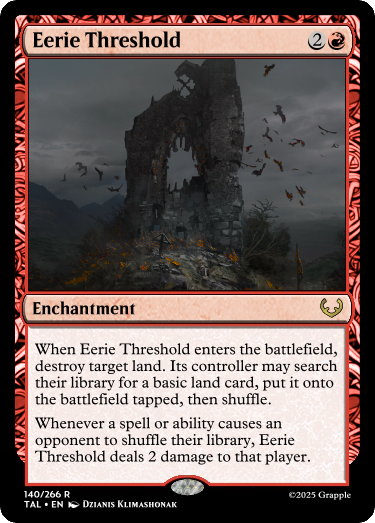 Eerie Threshold 2
Enchantment
When Eerie Threshold enters the battlefield,
destroy target land. Its controller may search
their library for a basic land card, put it onto
the battlefield tapped, then shuffle.
Whenever a spell or ability causes an
opponent to shuffle their library, Eerie
Threshold deals 2 damage to that player.
140/266 R
TAL • EN Dzianis Klimashonak
©2025 Grapple